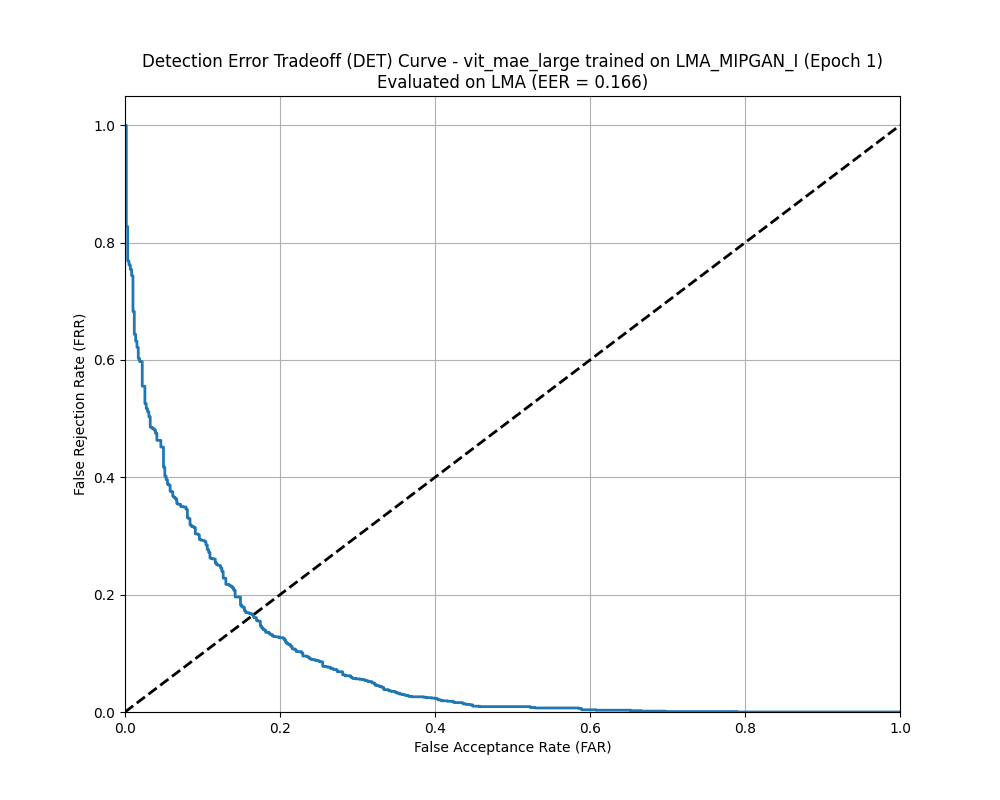 Detection Error Tradeoff (DET) Curve - vit_mae_large trained on LMA_MIPGAN_I (Epoch 1)
Evaluated on LMA (EER = 0.166)
1.0
0.8
0.6
0.4
0.2
0.0
False Rejection Rate (FRR)
0.0 0.2 0.4 0.6 0.8 1.0
False Acceptance Rate (FAR)